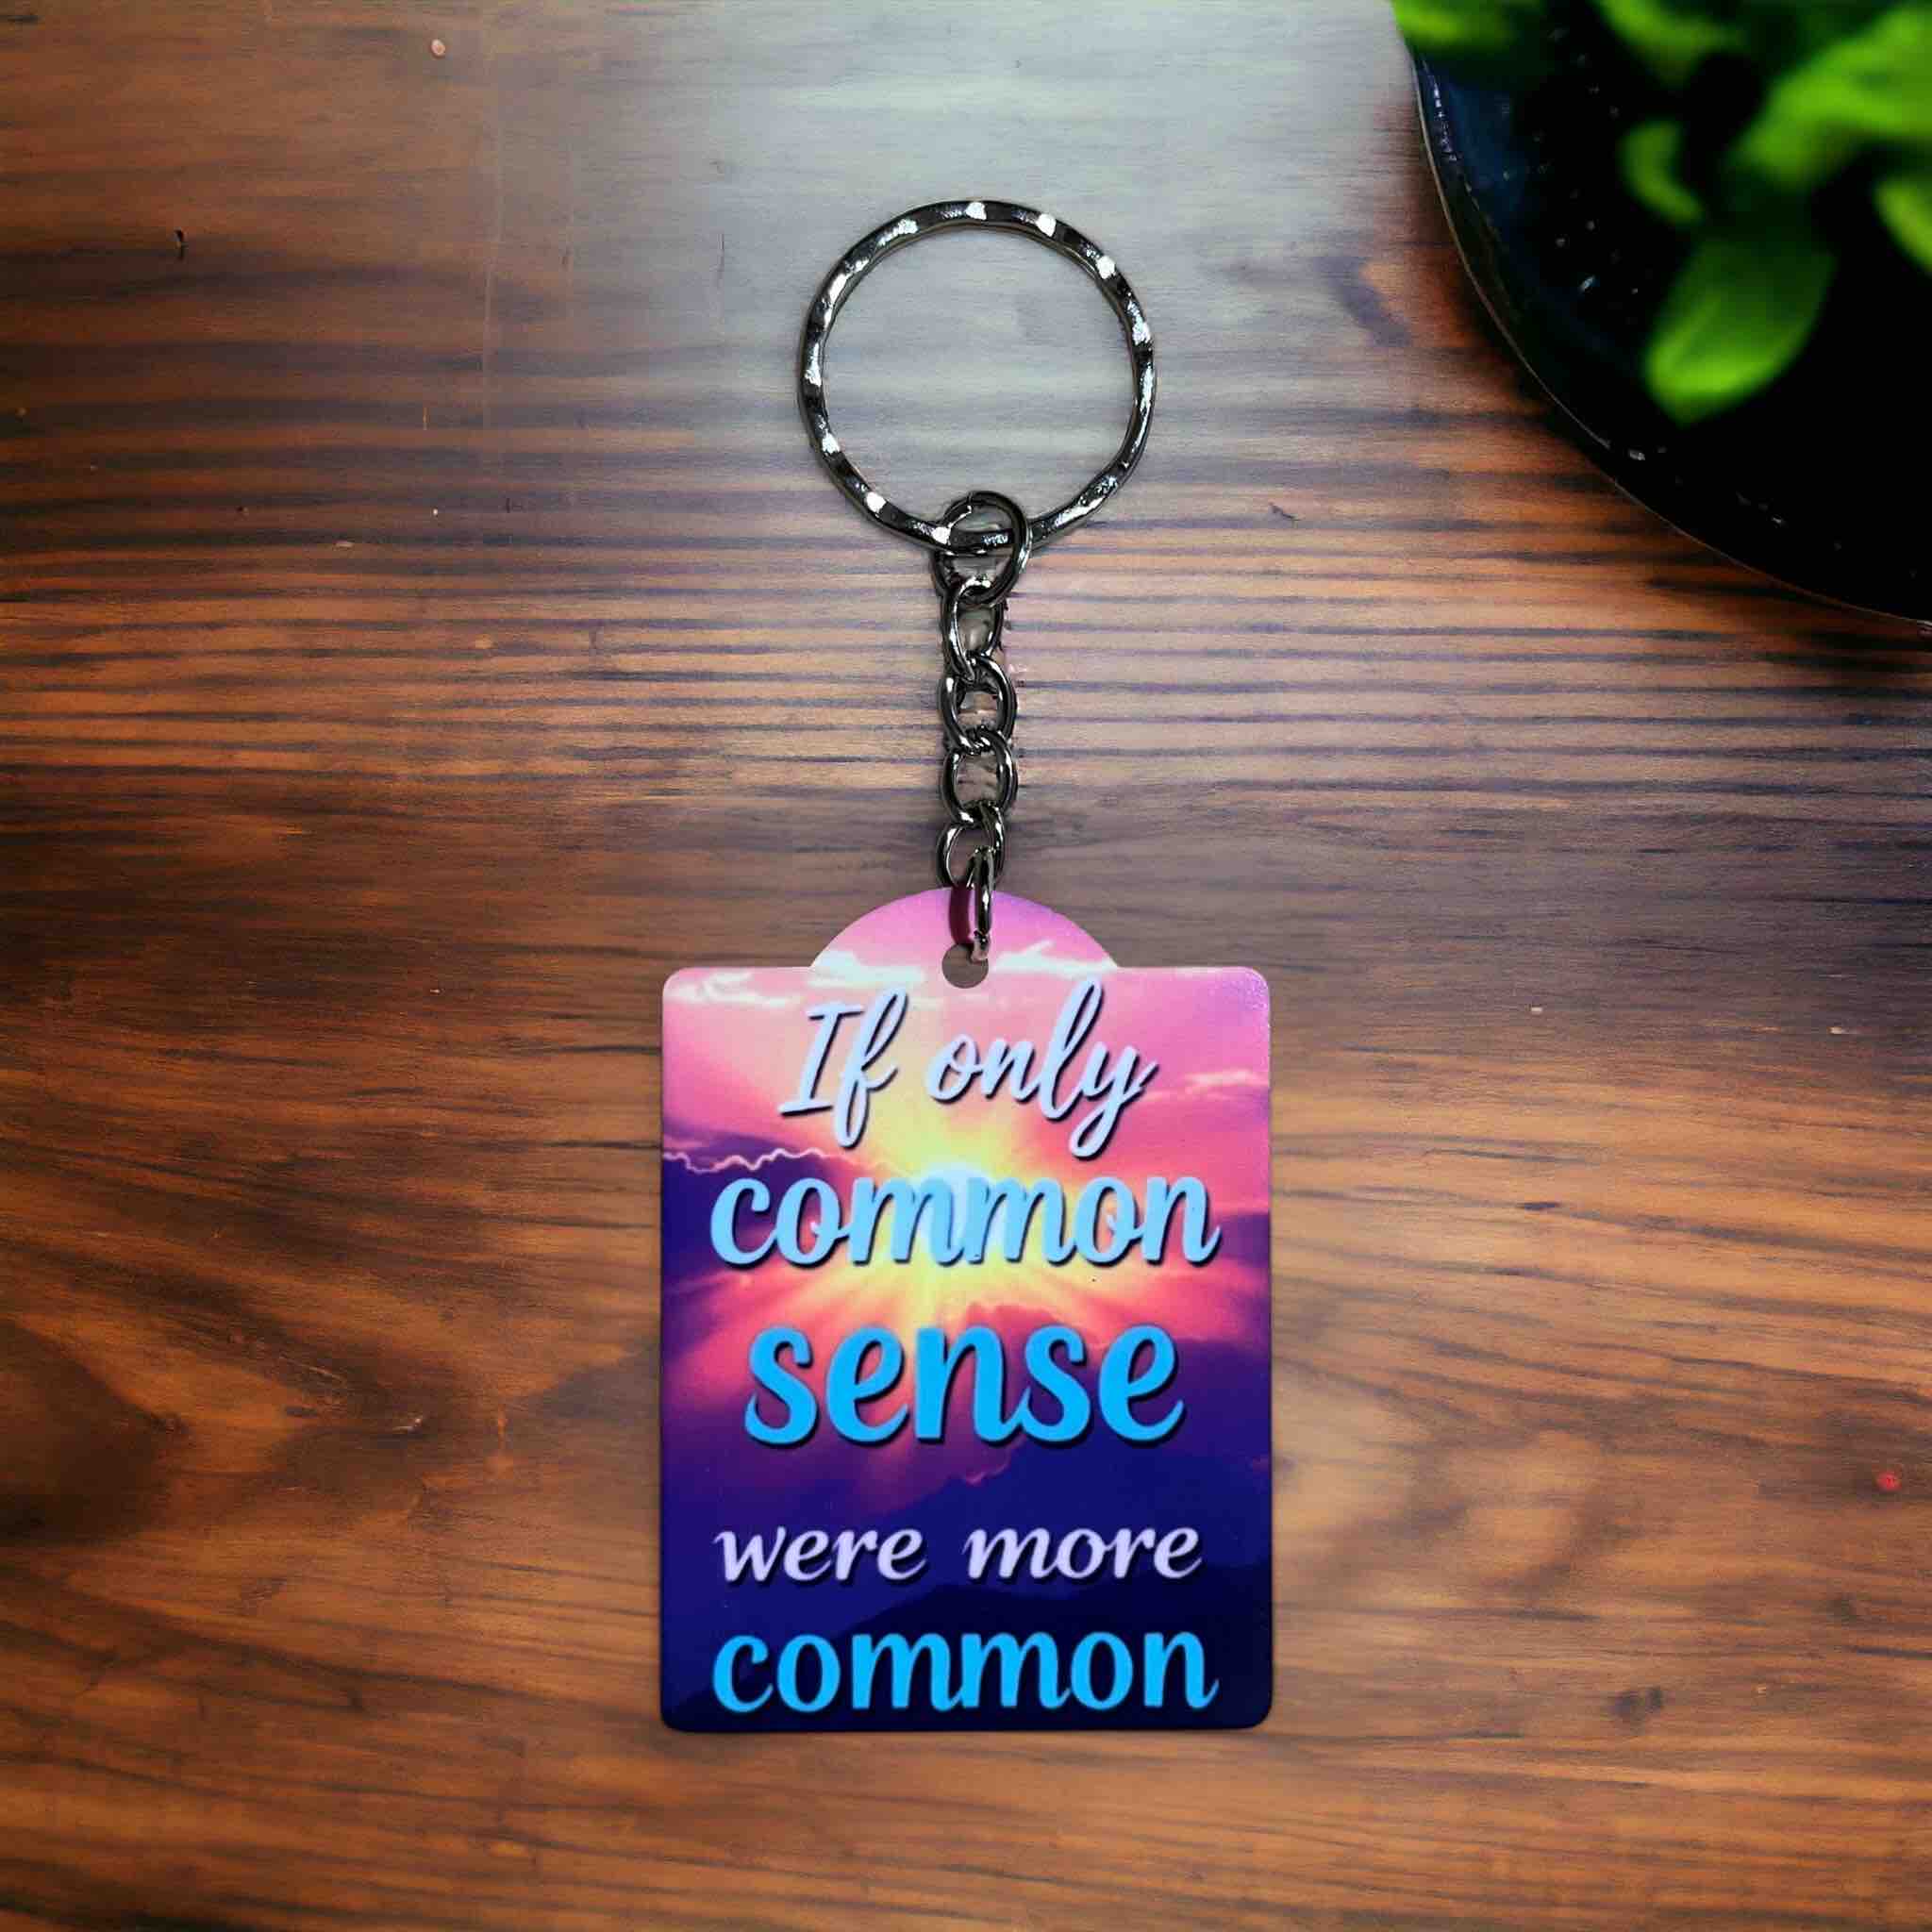 If only
common
sense
were more
common